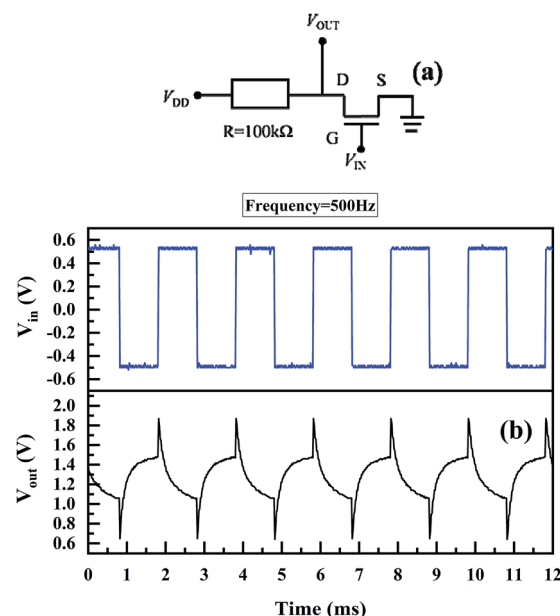 V_OUT
(a)
D S
V_DD
R=100kΩ
G
V_IN
Frequency=500Hz
V_in (V)
0.6
0.4
0.2
0.0
-0.2
-0.4
-0.6
V_out (V)
2.0
1.8
1.6
1.4
1.2
1.0
0.8
0.6
(b)
0 1 2 3 4 5 6 7 8 9 10 11 12
Time (ms)